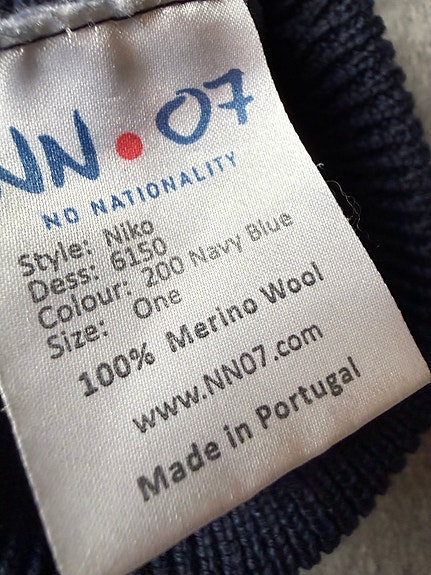 NN•07
NO NATIONALITY
Style: Niko
Dess: 6150
Colour: 200 Navy Blue
Size: One
100% Merino Wool
www.NN07.com
Made in Portugal